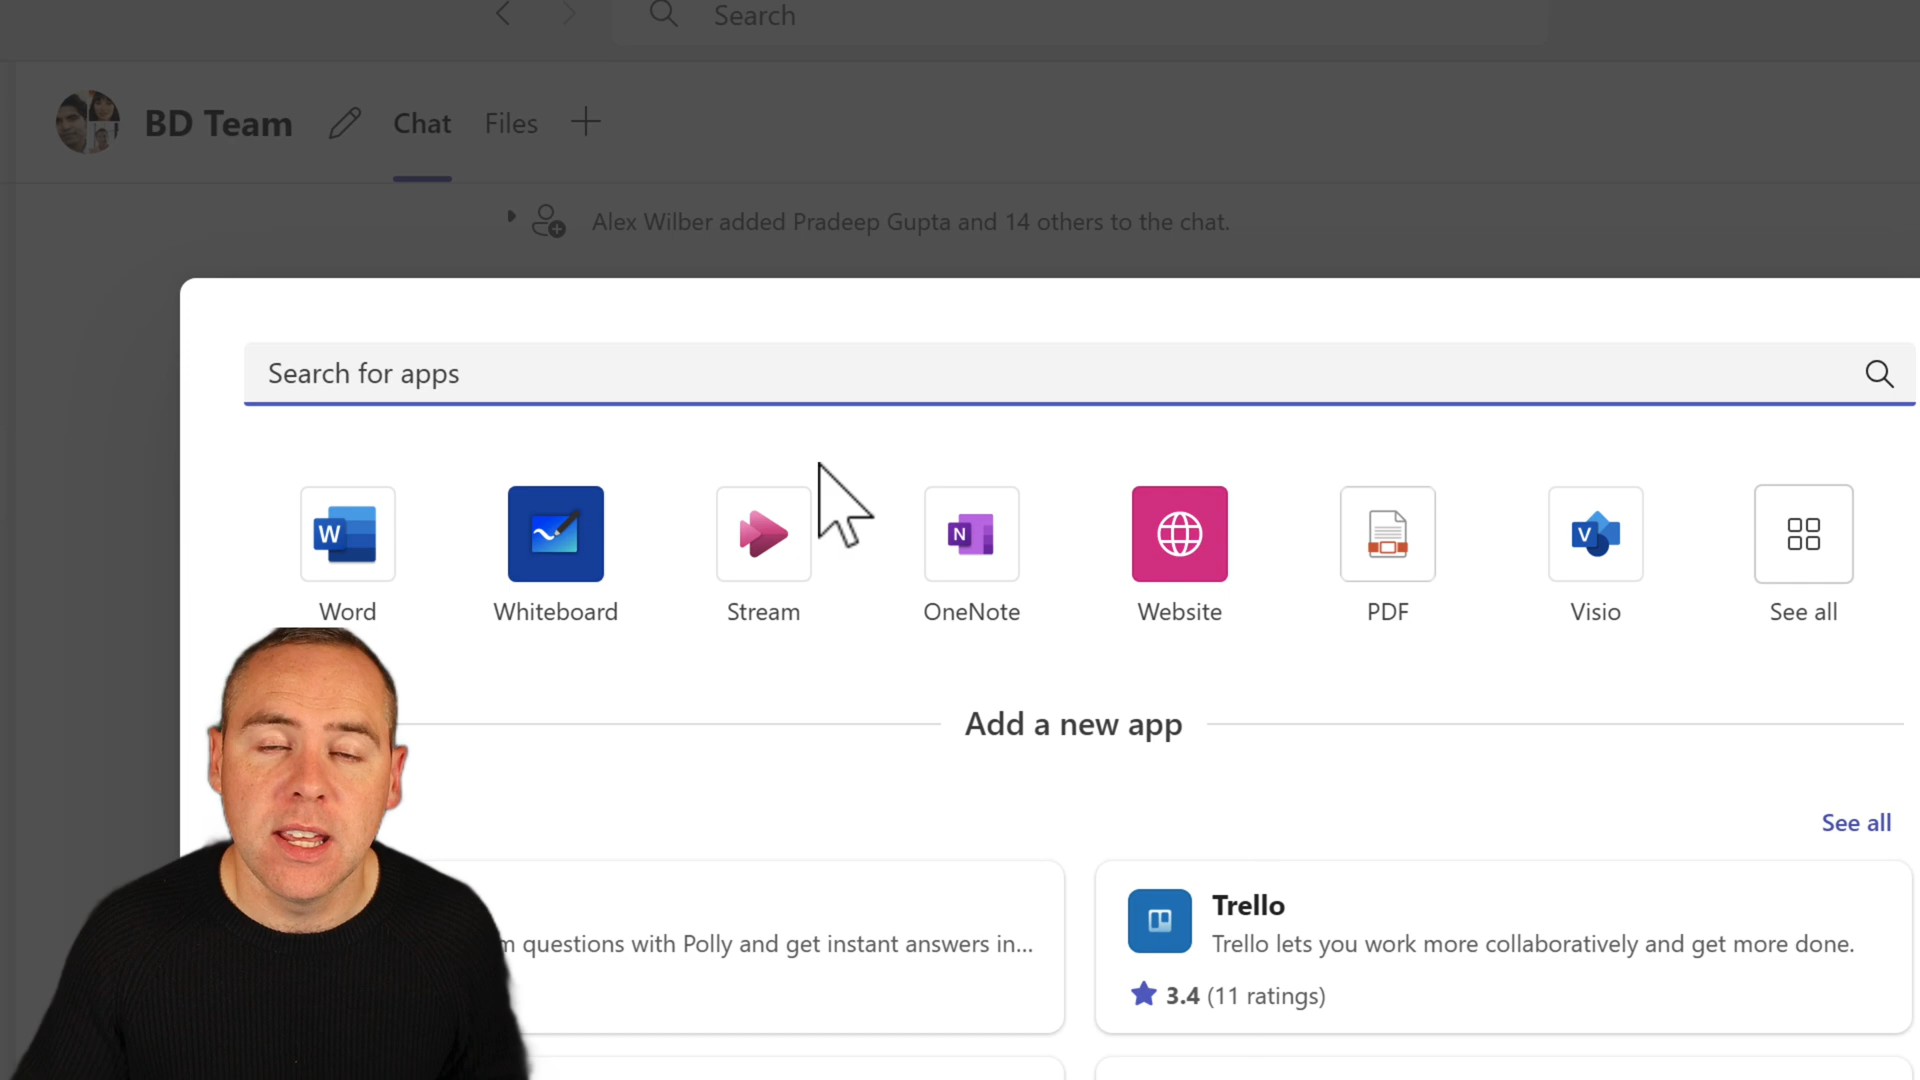 Search
BD Team Chat Files
Alex Wilber added Pradeep Gupta and 14 others to the chat.
Search for apps
W N V
Word Whiteboard Stream OneNote Website PDF Visio See all
Add a new app
See all
Trello
questions with Polly and get instant answers in... Trello lets you work more collaboratively and get more done.
3.4 (11 ratings)